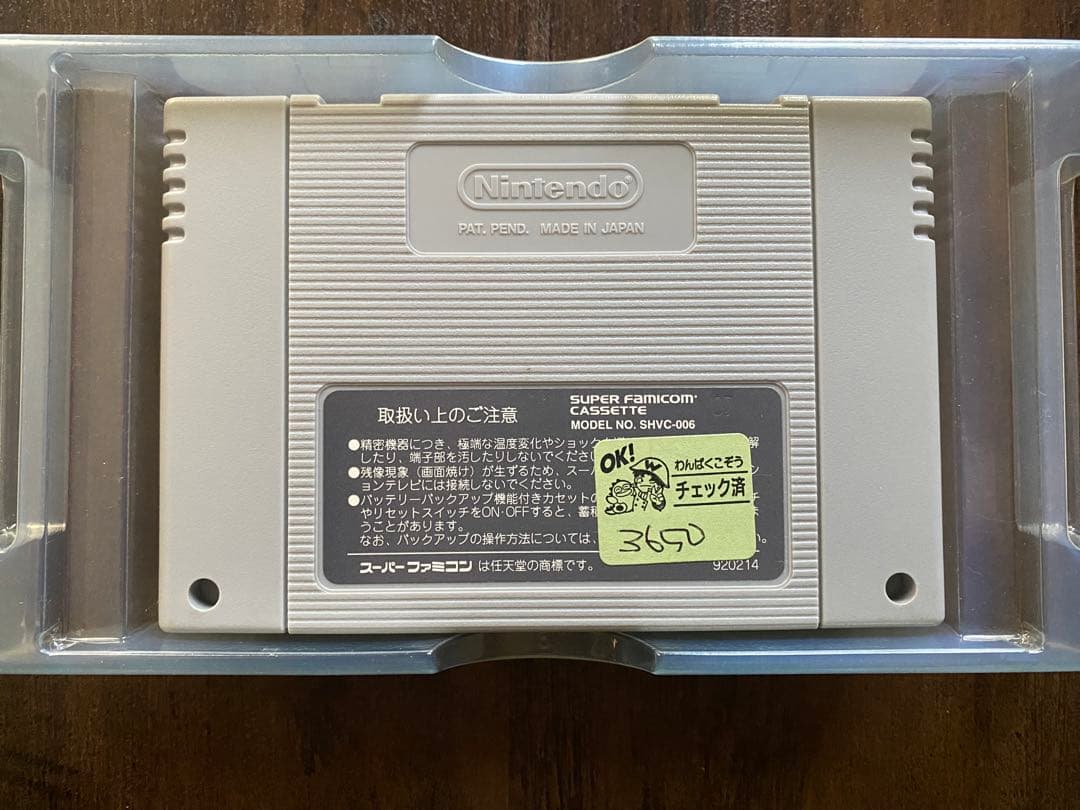 Nintendo®
PAT. PEND. MADE IN JAPAN
取扱い上のご注意
SUPER FAMICOM
CASSETTE
MODEL NO. SHVC-006
●精密機器につき、極端な温度変化やショック
解
したり、端子部を汚したりしないでくださ
●残像現象（画面焼け）が生ずるため、スー
ョンテレビには接続しないでください。
●バッテリーバックアップ機能付きカセットの
やリセットスイッチをON·OFFすると、蓄積
うことがあります。
なお、バックアップの操作方法については、
い。
スーパーファミコン は任天堂の商標です。
920214
OK!
W
わんぱくこぞう
チェック済
3650